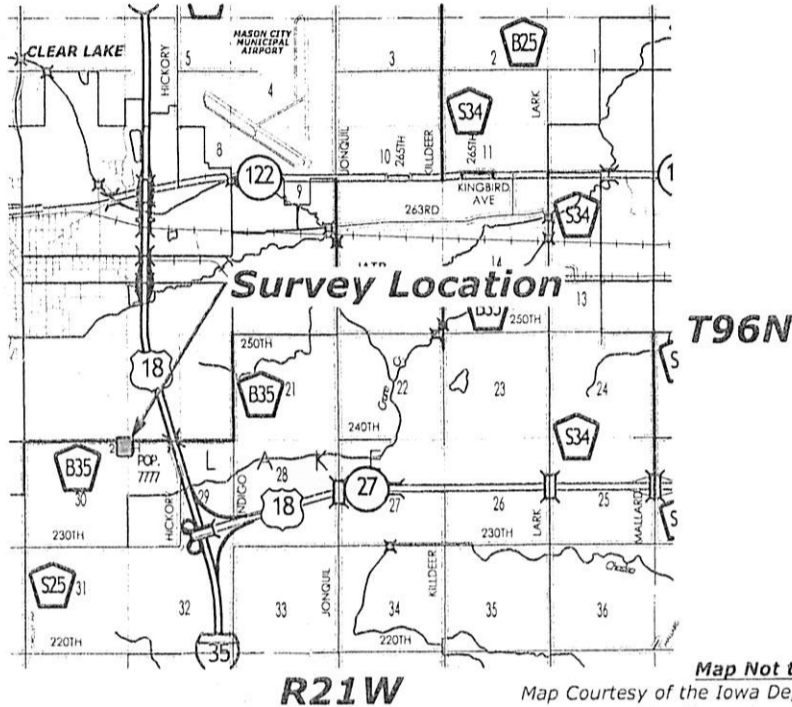 B25
MASON CITY
MUNICIPAL
AIRPORT
CLEAR LAKE
HICKORY
5
4
3
2
1
S34
LARK
JONQUIL
KILLDEER
8
122
9
10
265TH
265TH
11
KINGBIRD
AVE
1
263RD
S34
14
13
Survey Location
B35
250TH
T96N
250TH
18
B35
21
22
23
24
S
240TH
S34
B35
POP.
7777
L A K E
30
29
28
18
27
27
26
25
HICKORY
INDIGO
LARK
MALLARD
S
230TH
230TH
S25
31
32
33
JONQUIL
34
KILLDEER
35
36
220TH
220TH
35
R21W
Map Not t
Map Courtesy of the Iowa De